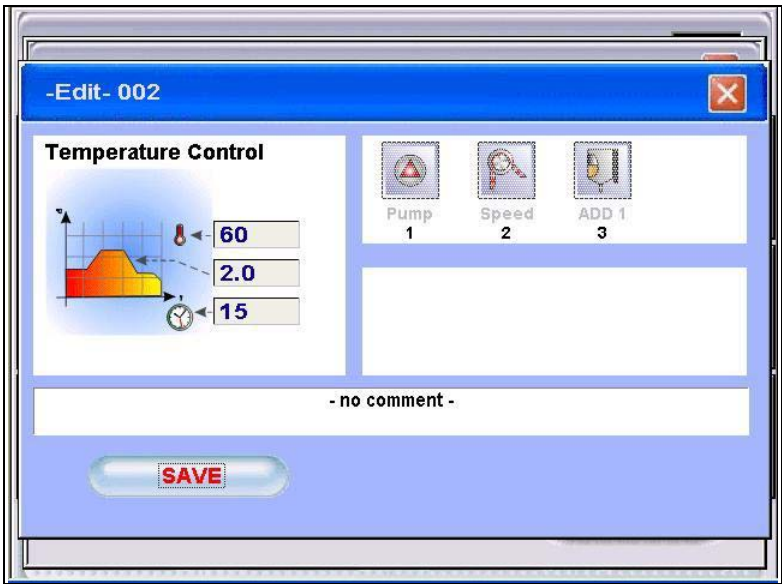 -Edit- 002
Temperature Control
60
2.0
15
Pump Speed ADD 1
1 2 3
- no comment -
SAVE